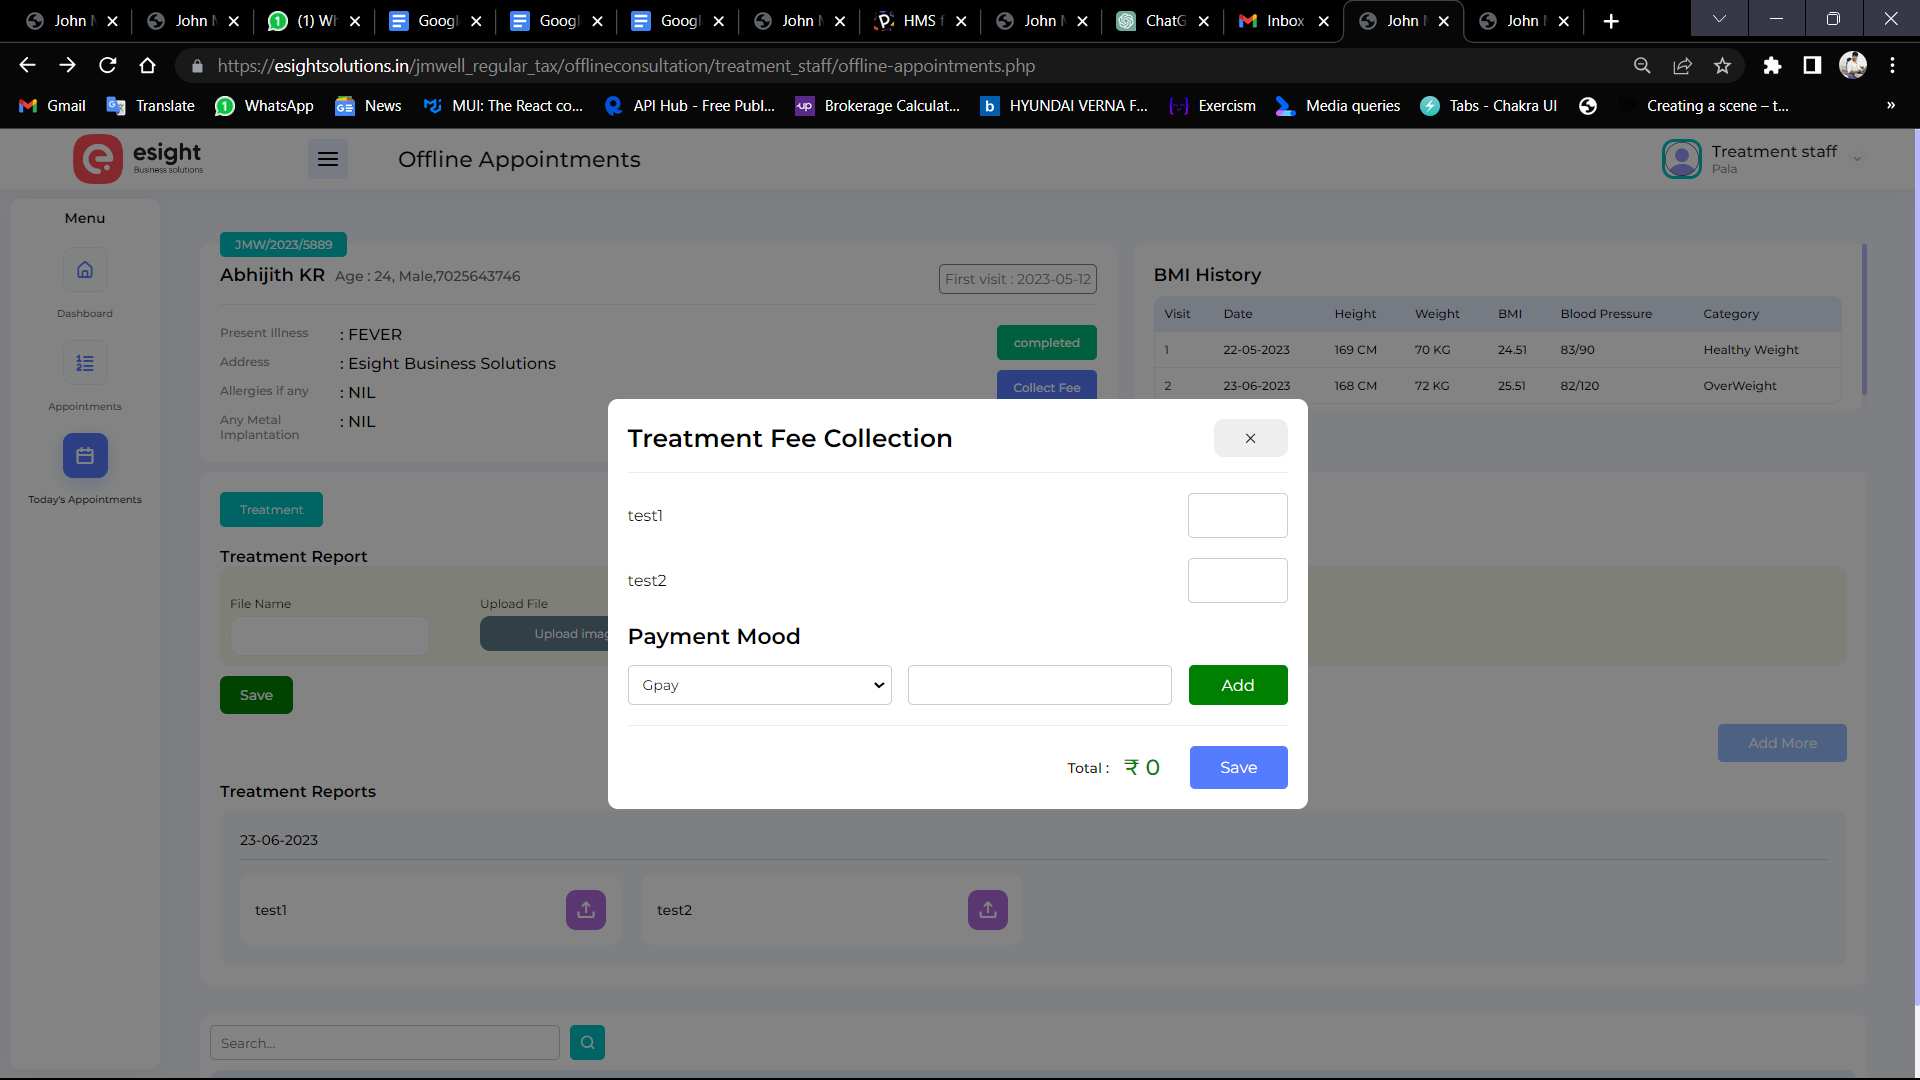 John
John
(1) Wh
Googl
Googl
Googl
John
HMS f
John
ChatG
Inbox
John
John
https://esightsolutions.in/jmwell_regular_tax/offlineconsultation/treatment_staff/offline-appointments.php
Gmail
Translate
WhatsApp
News
MUI: The React co...
API Hub - Free Publ...
Brokerage Calculat...
HYUNDAI VERNA F...
Exercism
Media queries
Tabs - Chakra UI
Creating a scene – t...
»
esight
Business solutions
Offline Appointments
Treatment staff
Pala
Menu
Dashboard
Appointments
Today's Appointments
JMW/2023/5889
Abhijith KR Age : 24, Male,7025643746
First visit : 2023-05-12
Present Illness : FEVER
Address : Esight Business Solutions
Allergies if any : NIL
Any Metal Implantation : NIL
completed
Collect Fee
BMI History
Visit Date Height Weight BMI Blood Pressure Category
1 22-05-2023 169 CM 70 KG 24.51 83/90 Healthy Weight
2 23-06-2023 168 CM 72 KG 25.51 82/120 OverWeight
Treatment Fee Collection
test1
test2
Payment Mood
Gpay
Add
Total : ₹ 0
Save
Treatment
Treatment Report
File Name
Upload File
Upload imag
Save
Add More
Treatment Reports
23-06-2023
test1
test2
Search...